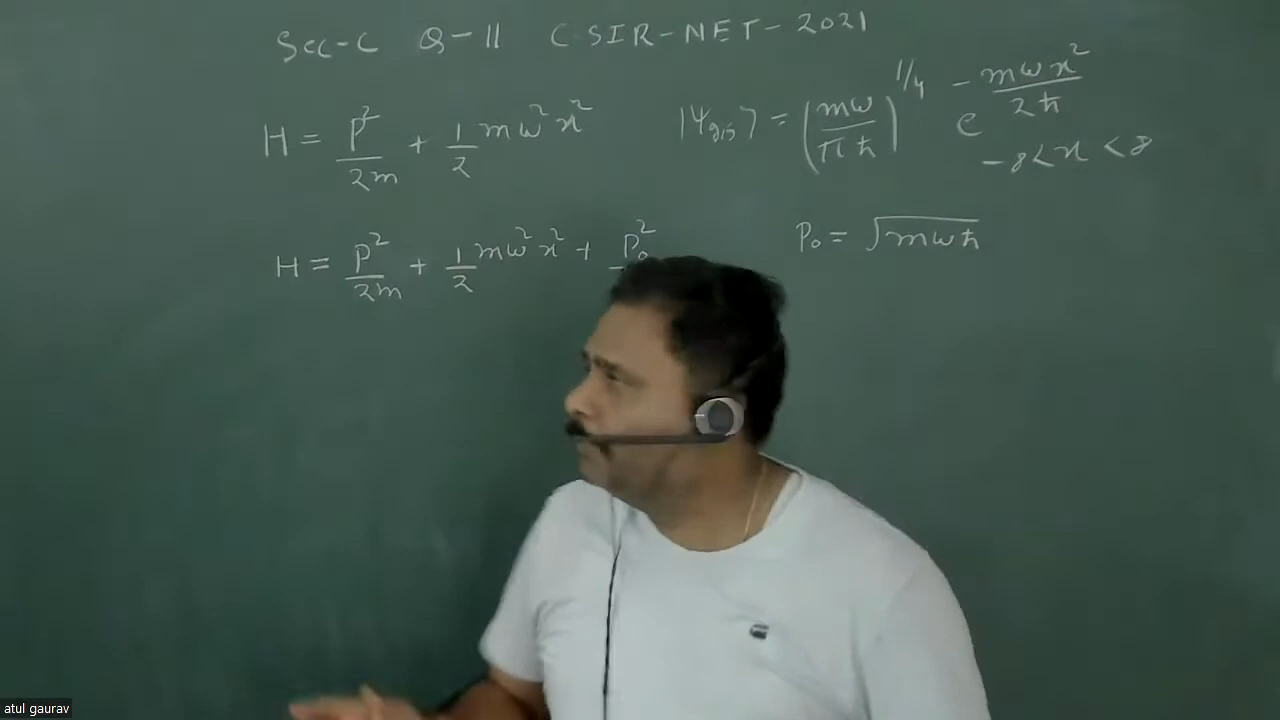 Sec-C Q-11 CSIR-NET-2021
H = P²/2m + 1/2 mω²x²
|Ψg.s⟩ = (mω/πħ)^1/4 e^-mωx²/2ħ
-∞<x<∞
H = P²/2m + 1/2 mω²x² + P₀²
P₀ = √mωħ
atul gaurav